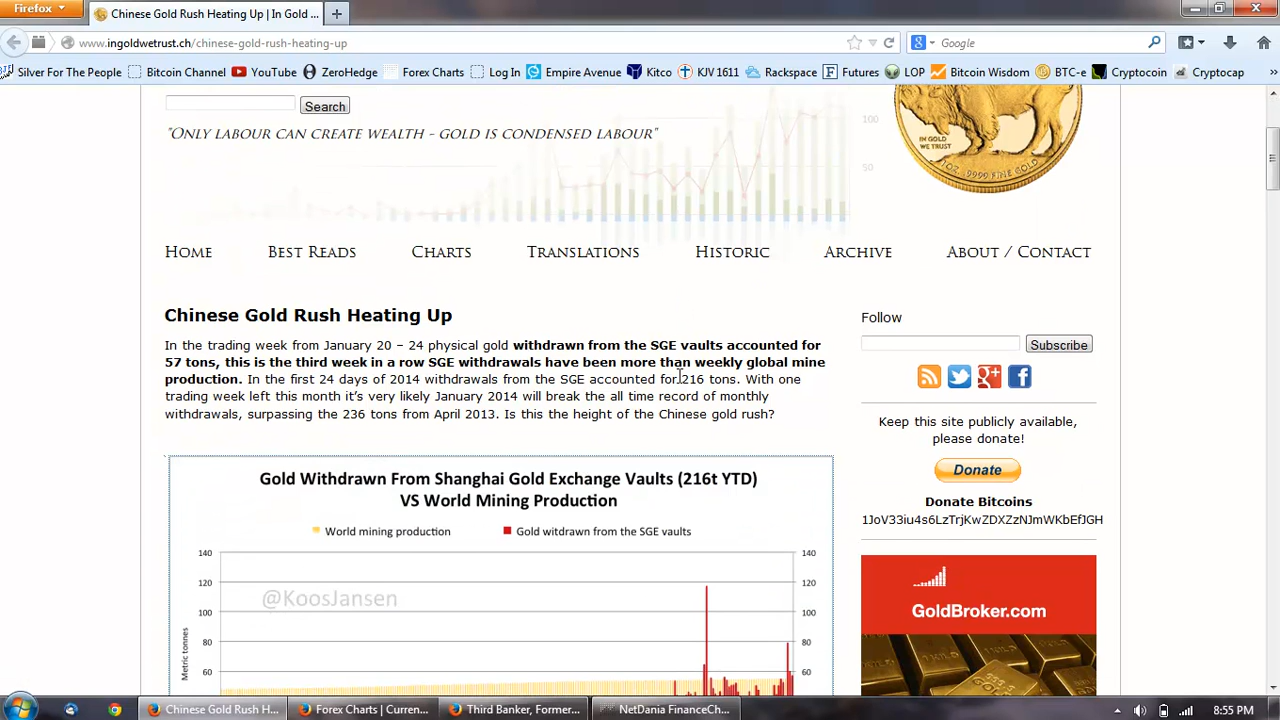 Firefox
Chinese Gold Rush Heating Up | In Gold ...
www.ingoldwetrust.ch/chinese-gold-rush-heating-up
Google
Silver For The People
Bitcoin Channel
YouTube
ZeroHedge
Forex Charts
Log In
Empire Avenue
Kitco
KJV 1611
Rackspace
Futures
LOP
Bitcoin Wisdom
BTC-e
Cryptocoin
Cryptocap
»
Search
"Only labour can create wealth - gold is condensed labour"
100
50
IN GOLD
WE TRUST
1 OZ. .9999 FINE GOLD
Home
Best Reads
Charts
Translations
Historic
Archive
About / Contact
Chinese Gold Rush Heating Up
In the trading week from January 20 – 24 physical gold withdrawn from the SGE vaults accounted for
57 tons, this is the third week in a row SGE withdrawals have been more than weekly global mine
production. In the first 24 days of 2014 withdrawals from the SGE accounted for 216 tons. With one
trading week left this month it's very likely January 2014 will break the all time record of monthly
withdrawals, surpassing the 236 tons from April 2013. Is this the height of the Chinese gold rush?
Follow
Subscribe
Keep this site publicly available,
please donate!
Donate
Donate Bitcoins
1JoV33iu4s6LzTrjKwZDXZzNJmWKbEfJGH
GoldBroker.com
Gold Withdrawn From Shanghai Gold Exchange Vaults (216t YTD)
VS World Mining Production
World mining production
Gold witdrawn from the SGE vaults
@KoosJansen
Metric tonnes
140
120
100
80
60
140
120
100
80
60
Chinese Gold Rush H...
Forex Charts | Curren...
Third Banker, Former...
NetDania FinanceCh...
8:55 PM